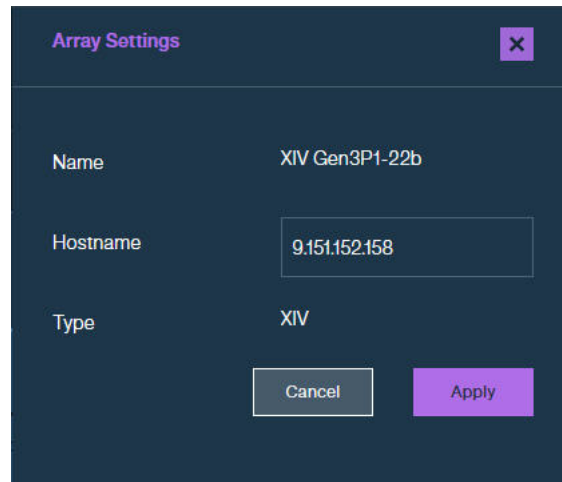 Array Settings
Name XIV Gen3P1-22b
Hostname 9.151.152.158
Type XIV
Cancel Apply